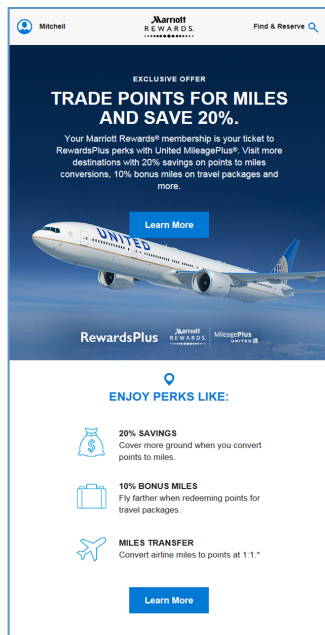 Mitchell
Marriott
REWARDS.
Find & Reserve
EXCLUSIVE OFFER
TRADE POINTS FOR MILES
AND SAVE 20%.
Your Marriott Rewards® membership is your ticket to
RewardsPlus perks with United MileagePlus®. Visit more
destinations with 20% savings on points to miles
conversions, 10% bonus miles on travel packages and
more.
Learn More
UNITED
RewardsPlus
Marriott
REWARDS.
MileagePlus
UNITED
ENJOY PERKS LIKE:
$
20% SAVINGS
Cover more ground when you convert
points to miles.
10% BONUS MILES
Fly farther when redeeming points for
travel packages.
MILES TRANSFER
Convert airline miles to points at 1:1.*
Learn More